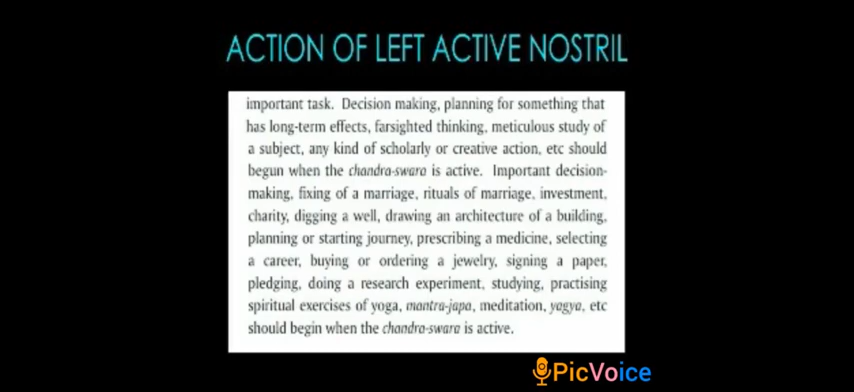 ACTION OF LEFT ACTIVE NOSTRIL
important task. Decision making, planning for something that
has long-term effects, farsighted thinking, meticulous study of
a subject, any kind of scholarly or creative action, etc should
begun when the chandra-swara is active. Important decision-
making, fixing of a marriage, rituals of marriage, investment,
charity, digging a well, drawing an architecture of a building,
planning or starting journey, prescribing a medicine, selecting
a career, buying or ordering a jewelry, signing a paper,
pledging, doing a research experiment, studying, practising
spiritual exercises of yoga, mantra-japa, meditation, yagya, etc
should begin when the chandra-swara is active.
PicVoice